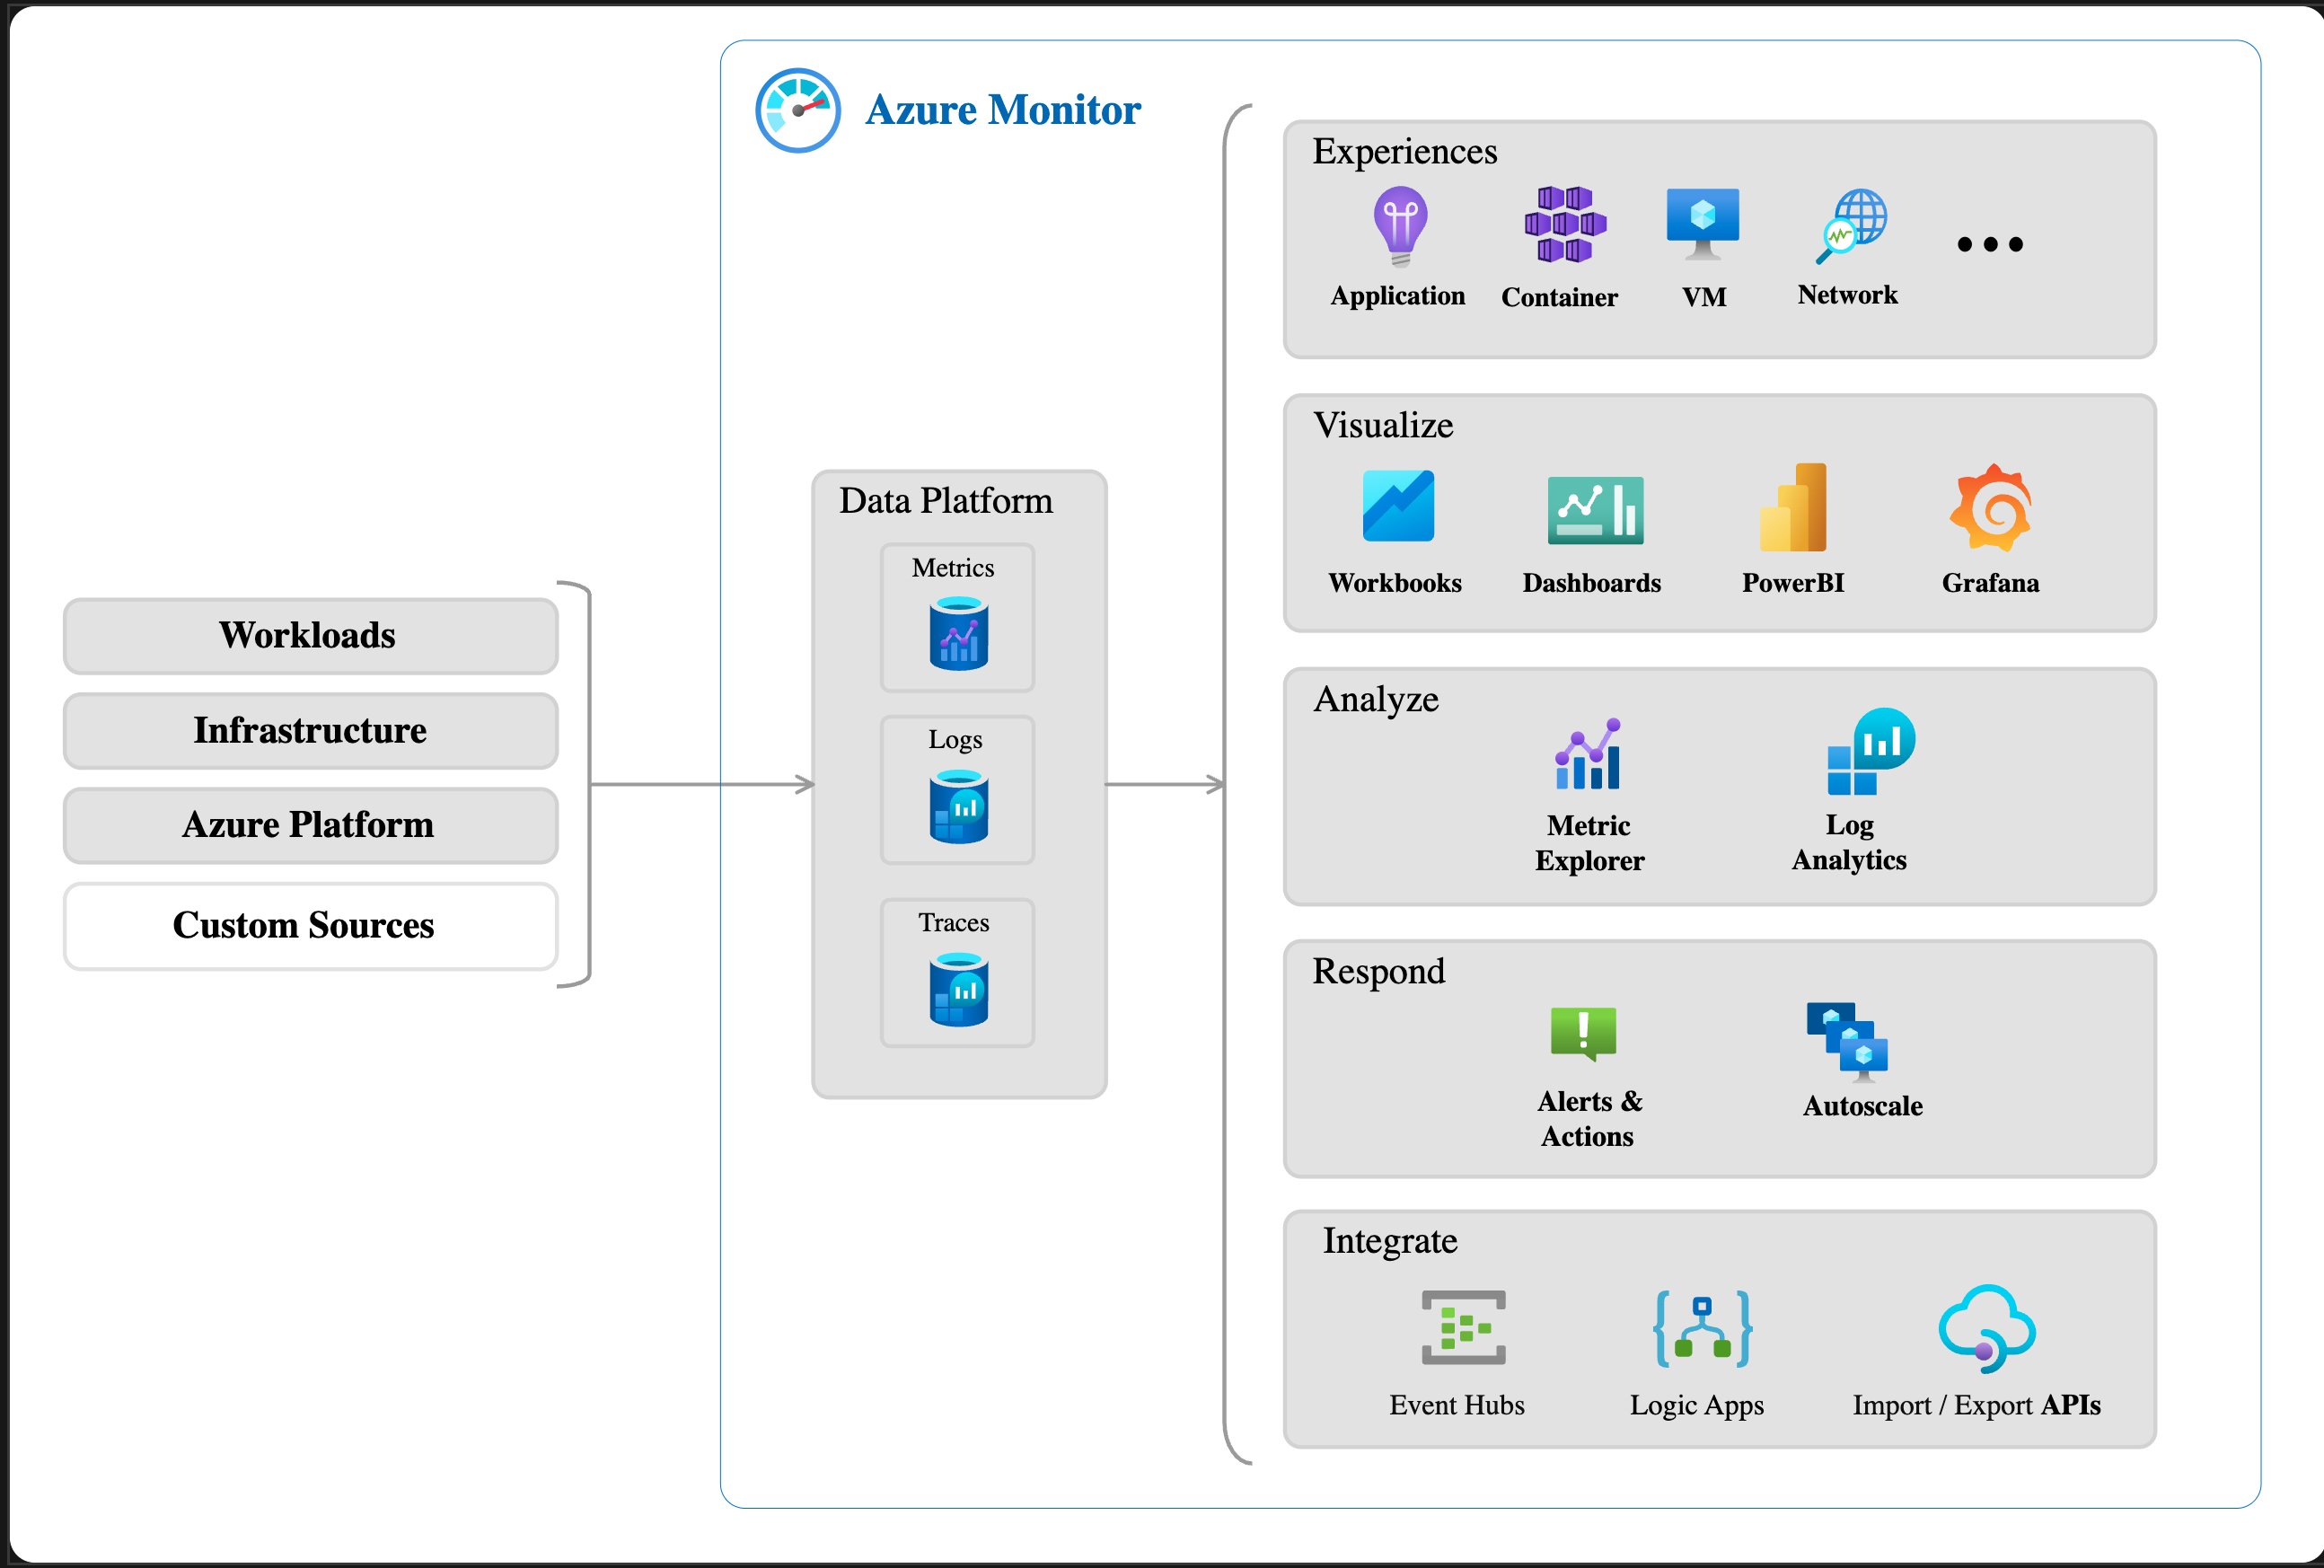 Azure Monitor
Workloads
Infrastructure
Azure Platform
Custom Sources
Data Platform
Metrics
Logs
Traces
Experiences
Application
Container
VM
Network
Visualize
Workbooks
Dashboards
PowerBI
Grafana
Analyze
Metric
Explorer
Log
Analytics
Respond
Alerts &
Actions
Autoscale
Integrate
Event Hubs
Logic Apps
Import / Export APIs